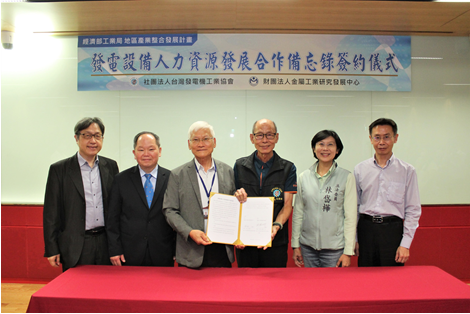 經濟部工業局 地區產業整合發展計畫
發電設備人力資源發展合作備忘錄簽約儀式
社團法人台灣發電機工業協會 財團法人金屬工業研究發展中心
林岱樺